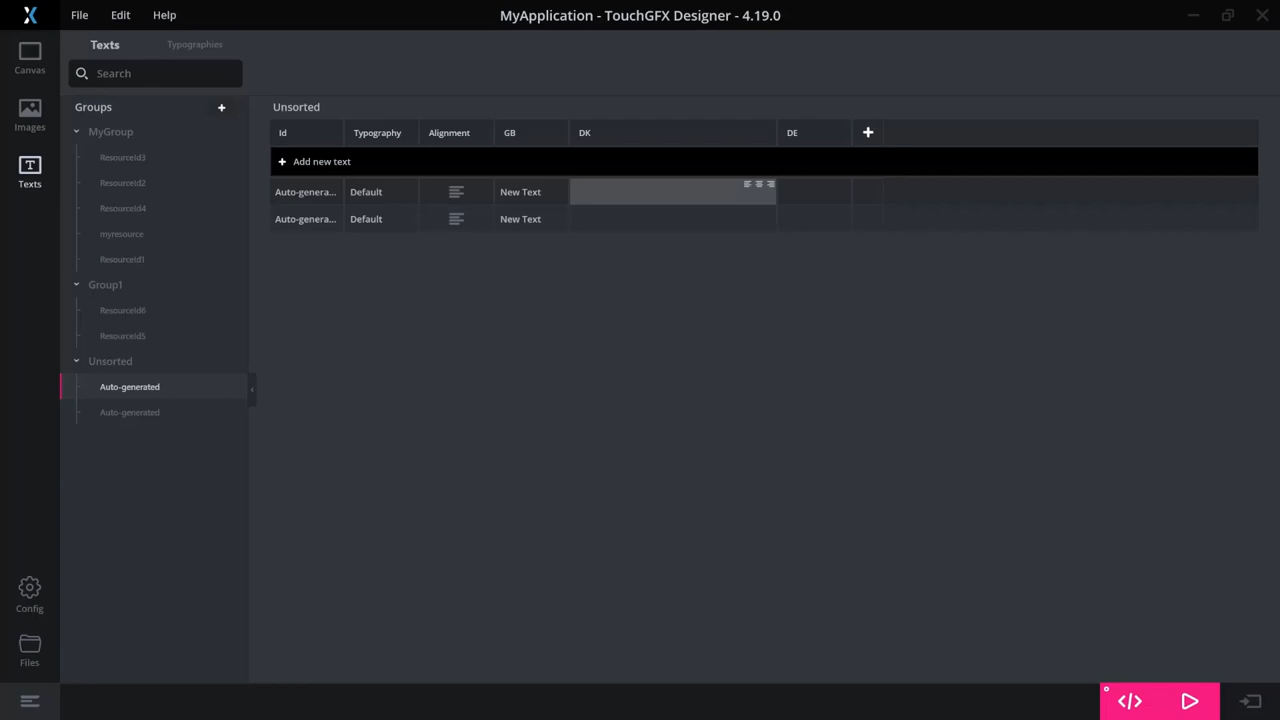 File Edit Help
MyApplication - TouchGFX Designer - 4.19.0
Canvas
Images
Texts
Config
Files
Texts Typographies
Search
Groups +
MyGroup
ResourceId3
ResourceId2
ResourceId4
myresource
ResourceId1
Group1
ResourceId6
ResourceId5
Unsorted
Auto-generated
Auto-generated
Unsorted
Id Typography Alignment GB DK DE +
+ Add new text
Auto-genera... Default New Text
Auto-genera... Default New Text